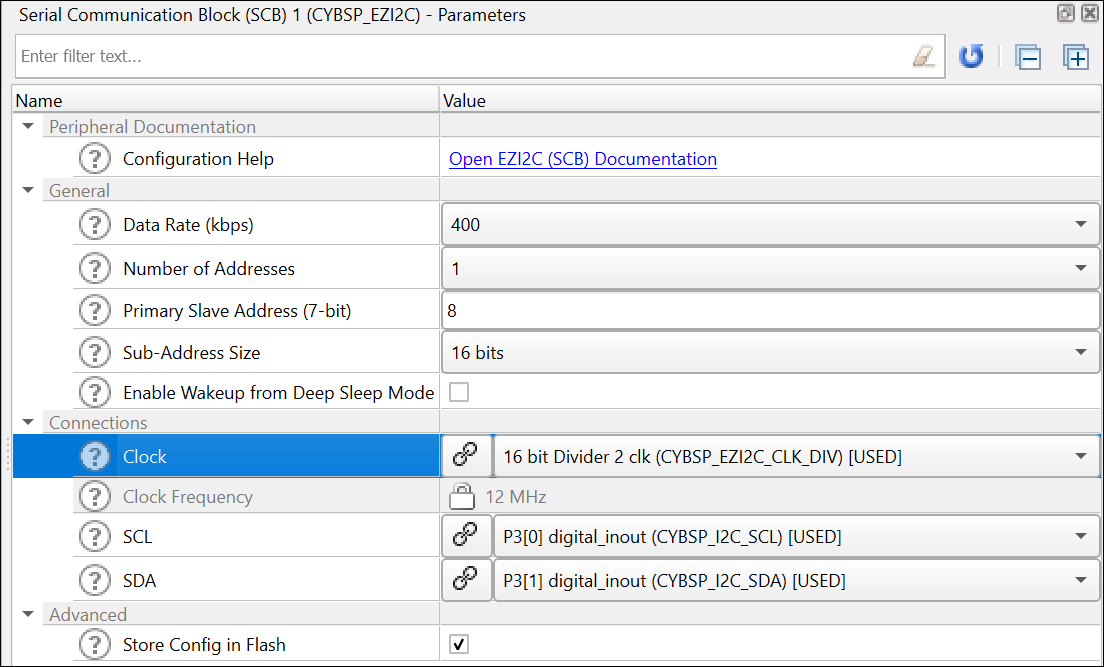 Serial Communication Block (SCB) 1 (CYBSP_EZI2C) - Parameters
Enter filter text...
Name Value
Peripheral Documentation
? Configuration Help Open EZI2C (SCB) Documentation
General
? Data Rate (kbps) 400
? Number of Addresses 1
? Primary Slave Address (7-bit) 8
? Sub-Address Size 16 bits
? Enable Wakeup from Deep Sleep Mode
Connections
? Clock 16 bit Divider 2 clk (CYBSP_EZI2C_CLK_DIV) [USED]
? Clock Frequency 12 MHz
? SCL P3[0] digital_inout (CYBSP_I2C_SCL) [USED]
? SDA P3[1] digital_inout (CYBSP_I2C_SDA) [USED]
Advanced
? Store Config in Flash